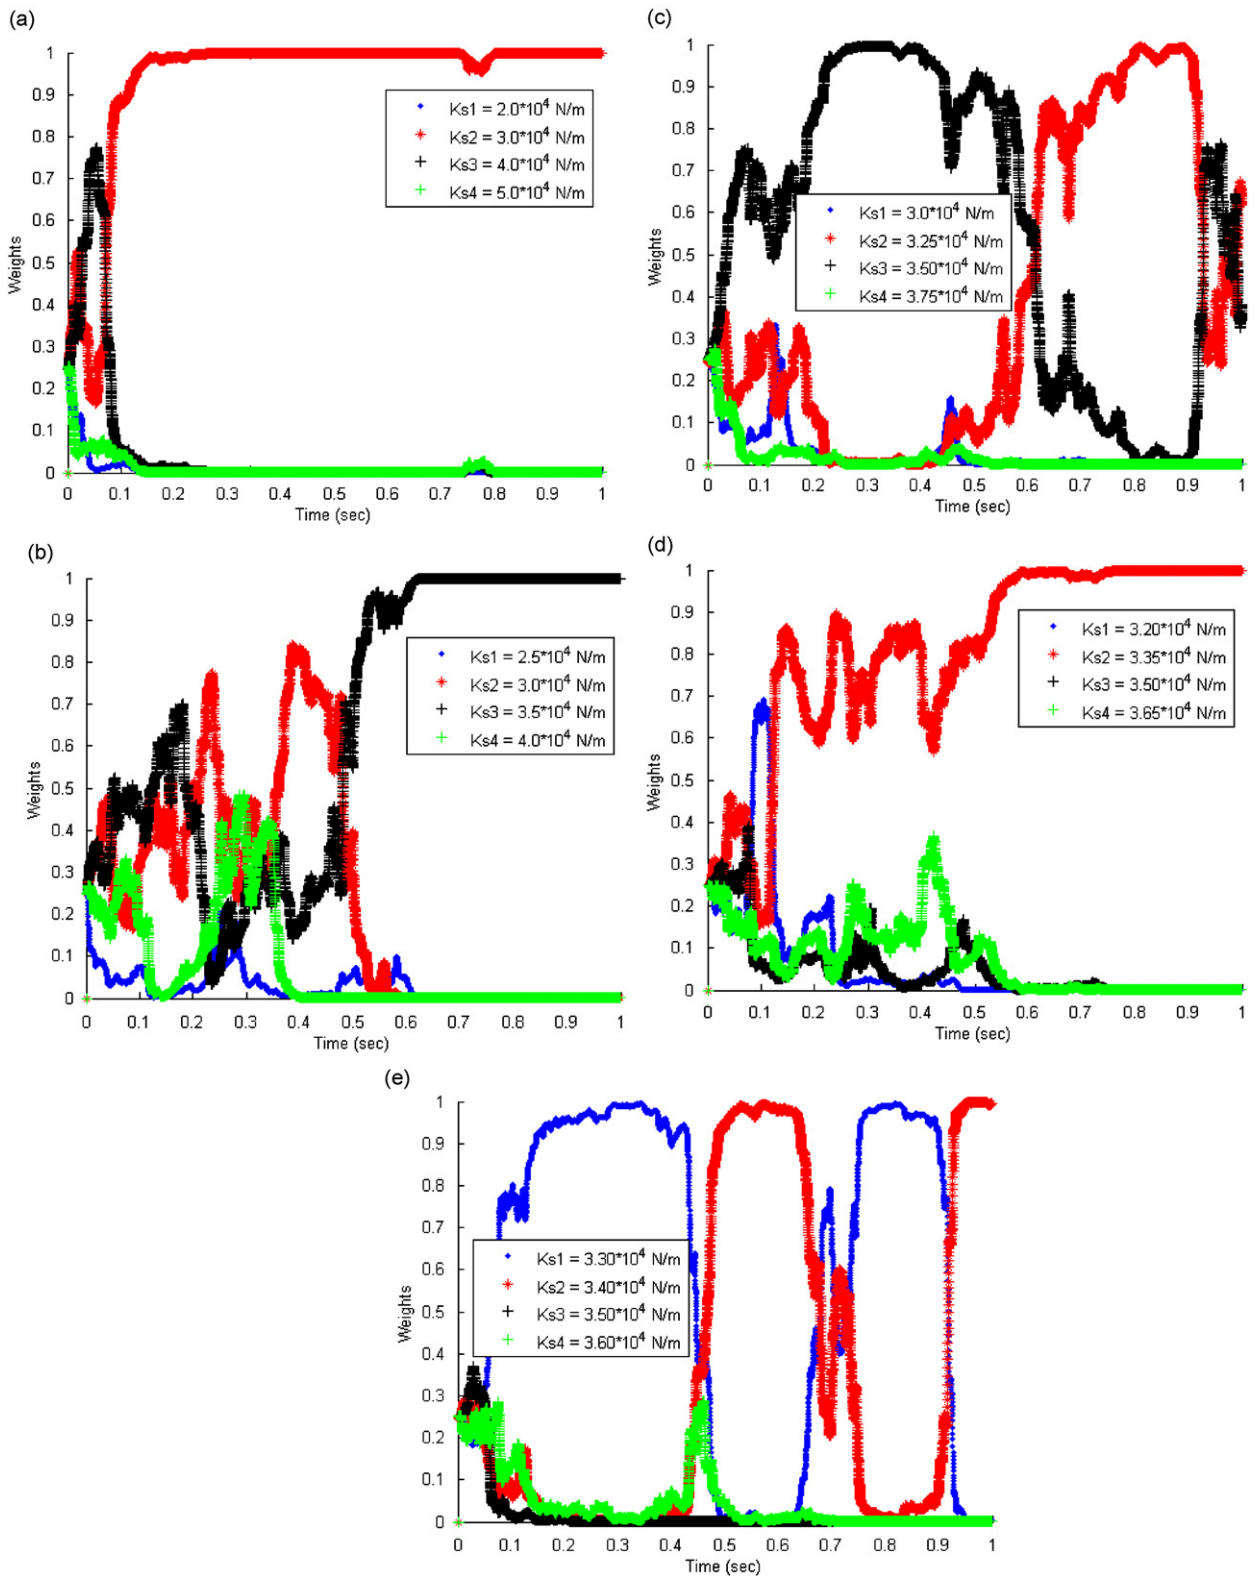 (a)
1
0.9
0.8
0.7
0.6
0.5
0.4
0.3
0.2
0.1
0
Weights
Ks1 = 2.0*10^4 N/m
Ks2 = 3.0*10^4 N/m
Ks3 = 4.0*10^4 N/m
Ks4 = 5.0*10^4 N/m
0 0.1 0.2 0.3 0.4 0.5 0.6 0.7 0.8 0.9 1
Time (sec)
(c)
1
0.9
0.8
0.7
0.6
0.5
0.4
0.3
0.2
0.1
0
Weights
Ks1 = 3.0*10^4 N/m
Ks2 = 3.25*10^4 N/m
Ks3 = 3.50*10^4 N/m
Ks4 = 3.75*10^4 N/m
0 0.1 0.2 0.3 0.4 0.5 0.6 0.7 0.8 0.9 1
Time (sec)
(b)
1
0.9
0.8
0.7
0.6
0.5
0.4
0.3
0.2
0.1
0
Weights
Ks1 = 2.5*10^4 N/m
Ks2 = 3.0*10^4 N/m
Ks3 = 3.5*10^4 N/m
Ks4 = 4.0*10^4 N/m
0 0.1 0.2 0.3 0.4 0.5 0.6 0.7 0.8 0.9 1
Time (sec)
(d)
1
0.9
0.8
0.7
0.6
0.5
0.4
0.3
0.2
0.1
0
Weights
Ks1 = 3.20*10^4 N/m
Ks2 = 3.35*10^4 N/m
Ks3 = 3.50*10^4 N/m
Ks4 = 3.65*10^4 N/m
0 0.1 0.2 0.3 0.4 0.5 0.6 0.7 0.8 0.9 1
Time (sec)
(e)
1
0.9
0.8
0.7
0.6
0.5
0.4
0.3
0.2
0.1
0
Weights
Ks1 = 3.30*10^4 N/m
Ks2 = 3.40*10^4 N/m
Ks3 = 3.50*10^4 N/m
Ks4 = 3.60*10^4 N/m
0 0.1 0.2 0.3 0.4 0.5 0.6 0.7 0.8 0.9 1
Time (sec)